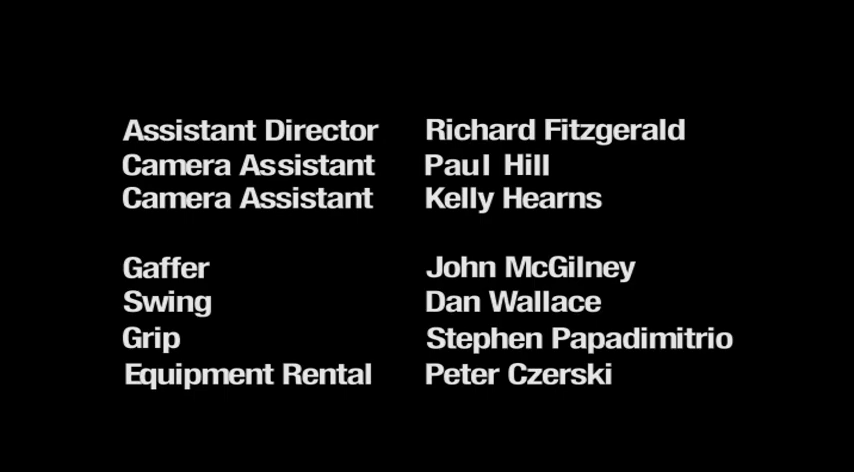 Assistant Director Richard Fitzgerald
Camera Assistant Paul Hill
Camera Assistant Kelly Hearns
Gaffer John McGilney
Swing Dan Wallace
Grip Stephen Papadimitrio
Equipment Rental Peter Czerski